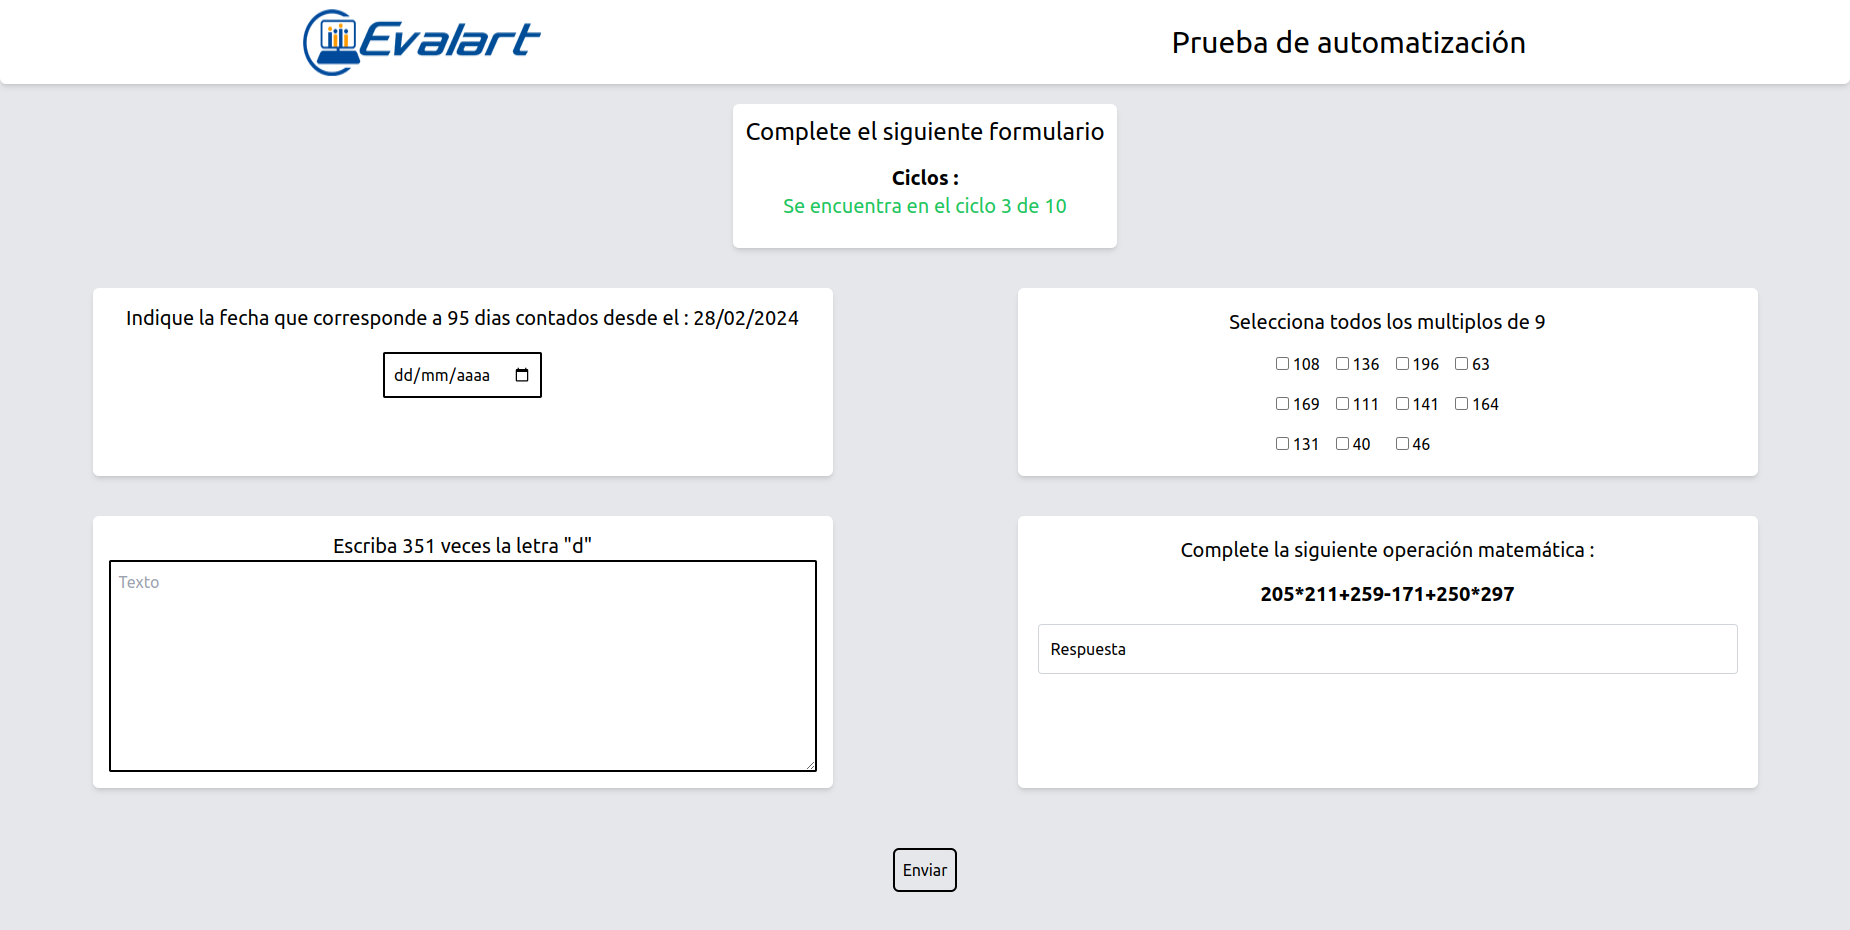 Evalart
Prueba de automatización
Complete el siguiente formulario
Ciclos :
Se encuentra en el ciclo 3 de 10
Indique la fecha que corresponde a 95 dias contados desde el : 28/02/2024
dd/mm/aaaa
Selecciona todos los multiplos de 9
108 136 196 63
169 111 141 164
131 40 46
Escriba 351 veces la letra "d"
Texto
Complete la siguiente operación matemática :
205*211+259-171+250*297
Respuesta
Enviar